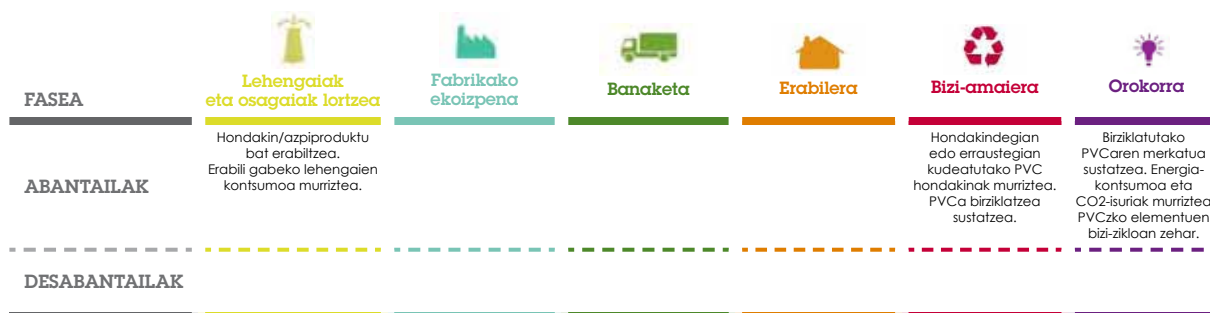 FASEA
Lehengaiak
eta osagaiak lortzea
Fabrikako
ekoizpena
Banaketa
Erabilera
Bizi-amaiera
Orokorra
ABANTAILAK
Hondakin/azpiproduktu
bat erabiltzea.
Erabili gabeko lehengaien
kontsumoa murriztea.
Hondakindegian
edo erraustegian
kudeatutako PVC
hondakinak murriztea.
PVCa birziklatzea
sustatzea.
Birziklatutako
PVCaren merkatua
sustatzea. Energia-
kontsumoa eta
CO2-isuriak murriztea
PVCzko elementuen
bizi-zikloan zehar.
DESABANTAILAK